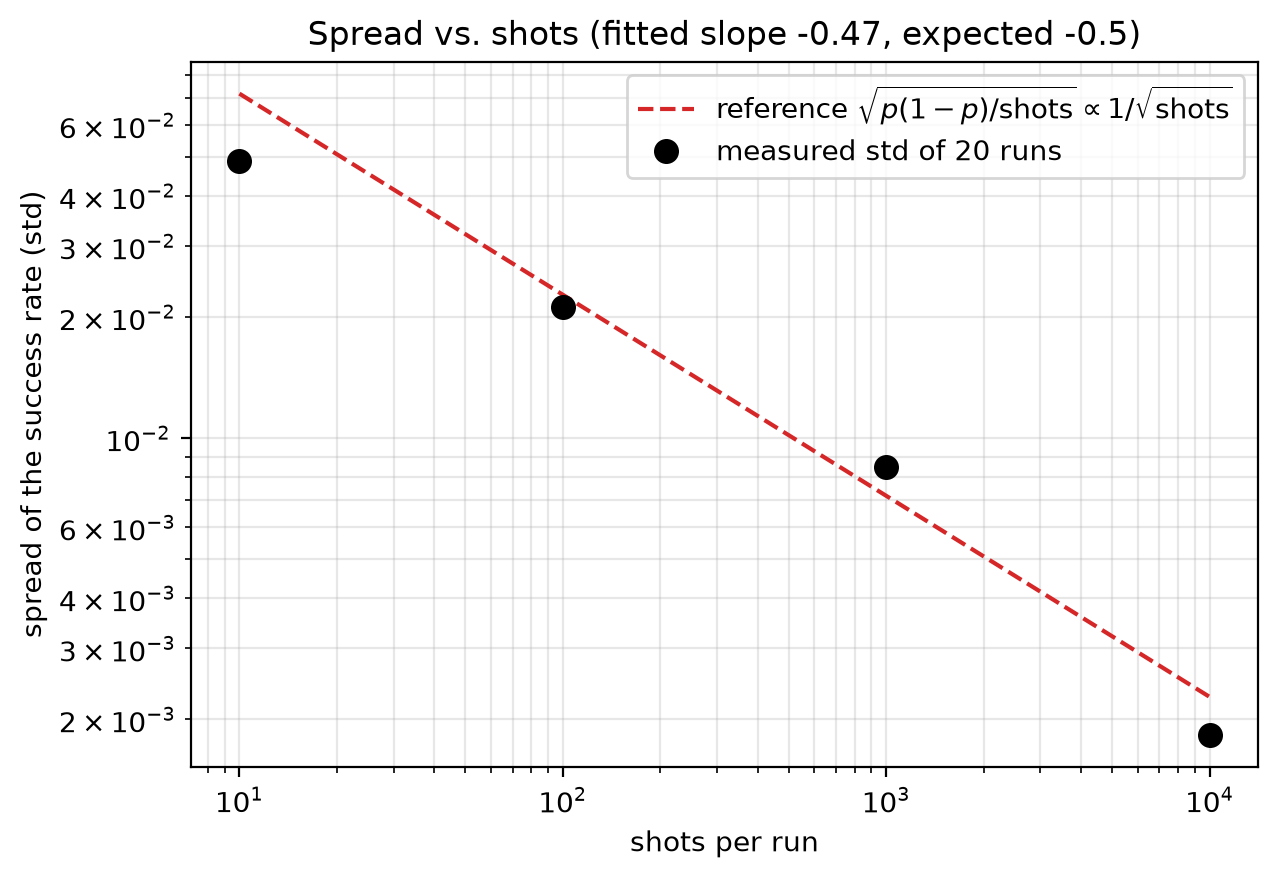 Spread vs. shots (fitted slope -0.47, expected -0.5)
reference √p(1 − p)/shots ∝ 1/√shots
measured std of 20 runs
spread of the success rate (std)
6 × 10⁻²
4 × 10⁻²
3 × 10⁻²
2 × 10⁻²
10⁻²
6 × 10⁻³
4 × 10⁻³
3 × 10⁻³
2 × 10⁻³
10¹ 10² 10³ 10⁴
shots per run